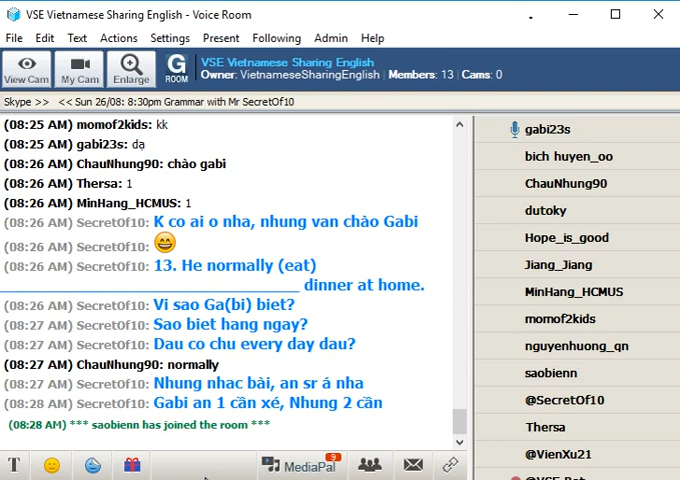 VSE Vietnamese Sharing English - Voice Room
File Edit Text Actions Settings Present Following Admin Help
View Cam My Cam Enlarge G ROOM
VSE Vietnamese Sharing English
Owner: VietnameseSharingEnglish | Members: 13 | Cams: 0
Skype >> << Sun 26/08: 8:30pm Grammar with Mr SecretOf10
(08:25 AM) momof2kids: kk
(08:25 AM) gabi23s: dạ
(08:26 AM) ChauNhung90: chào gabi
(08:26 AM) Thersa: 1
(08:26 AM) MinHang_HCMUS: 1
(08:26 AM) SecretOf10: K co ai o nha, nhung van chào Gabi
(08:26 AM) SecretOf10:
(08:26 AM) SecretOf10: 13. He normally (eat)
______________________ dinner at home.
(08:26 AM) SecretOf10: Vi sao Ga(bi) biet?
(08:27 AM) SecretOf10: Sao biet hang ngay?
(08:27 AM) SecretOf10: Dau co chu every day dau?
(08:27 AM) ChauNhung90: normally
(08:27 AM) SecretOf10: Nhung nhac bài, an sr á nha
(08:28 AM) SecretOf10: Gabi an 1 cần xé, Nhung 2 cần
(08:28 AM) *** saobienn has joined the room ***
T MediaPal 9
gabi23s
bich huyen_oo
ChauNhung90
dutoky
Hope_is_good
Jiang_Jiang
MinHang_HCMUS
momof2kids
nguyenhuong_qn
saobienn
@SecretOf10
Thersa
@VienXu21
@VSE-Bot